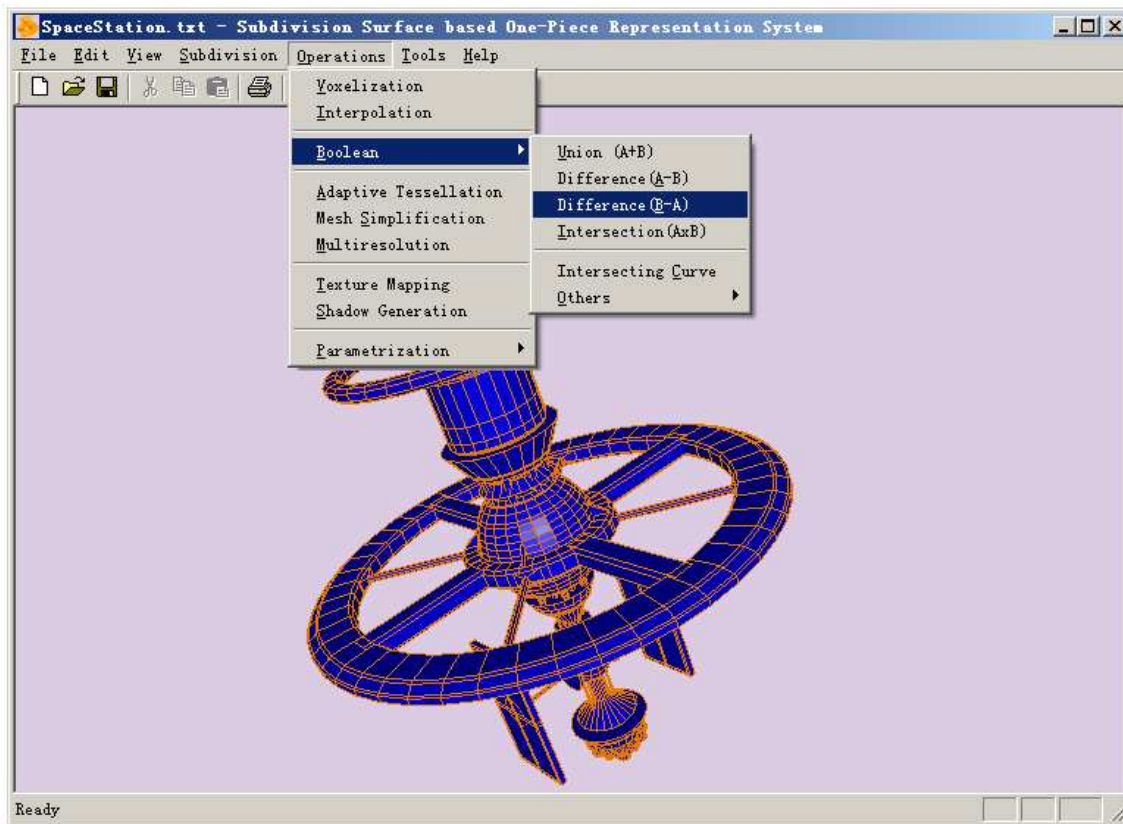 SpaceStation.txt - Subdivision Surface based One-Piece Representation System
File Edit View Subdivision Operations Tools Help
Voxelization
Interpolation
Boolean
Adaptive Tessellation
Mesh Simplification
Multiresolution
Texture Mapping
Shadow Generation
Parametrization
Union (A+B)
Difference(A-B)
Difference(B-A)
Intersection(AxB)
Intersecting Curve
Others
Ready